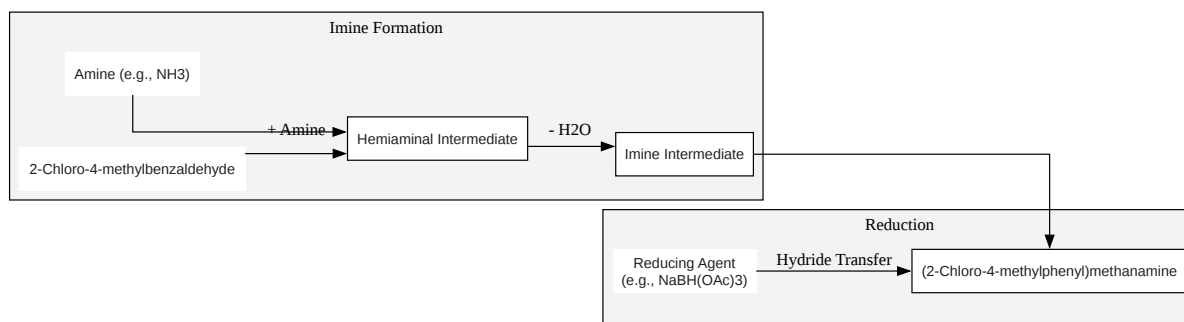 Imine Formation
Amine (e.g., NH3)
+ Amine
- H2O
Hemiaminal Intermediate
Imine Intermediate
2-Chloro-4-methylbenzaldehyde
Reduction
Reducing Agent
(e.g., NaBH(OAc)3)
Hydride Transfer
(2-Chloro-4-methylphenyl)methanamine